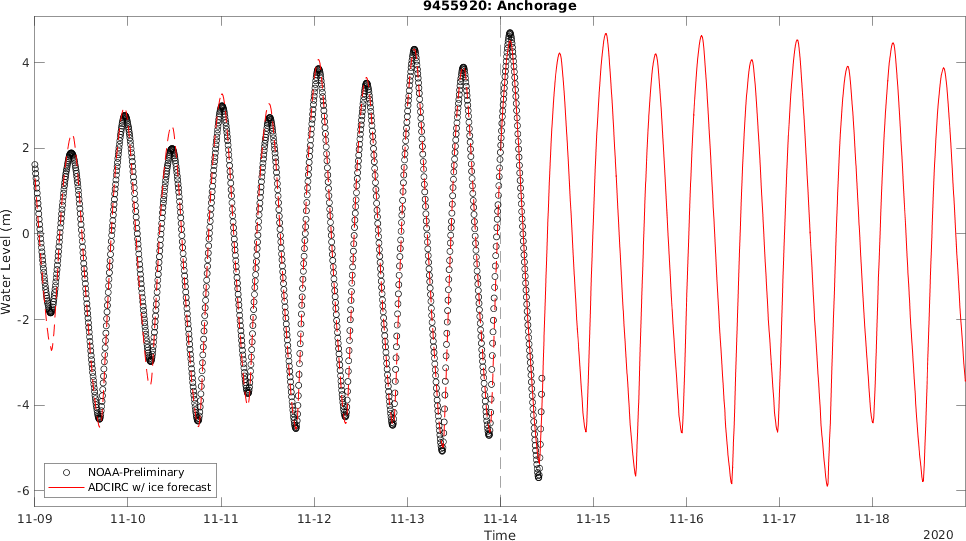 9455920: Anchorage
Water Level (m)
4
2
0
-2
-4
-6
NOAA-Preliminary
ADCIRC w/ ice forecast
11-09 11-10 11-11 11-12 11-13 11-14 11-15 11-16 11-17 11-18
Time
2020